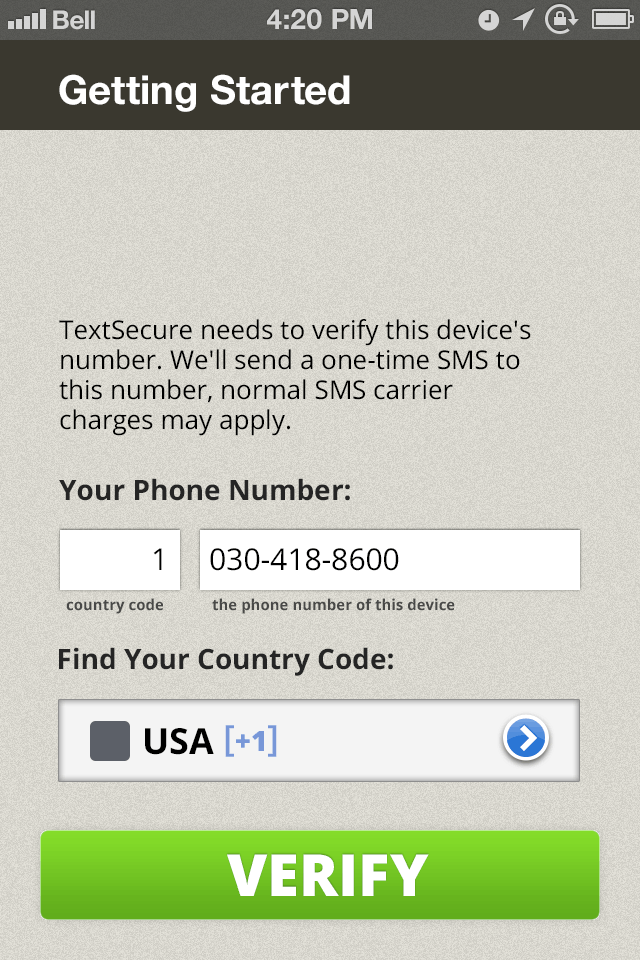 Bell 4:20 PM
Getting Started
TextSecure needs to verify this device's
number. We'll send a one-time SMS to
this number, normal SMS carrier
charges may apply.
Your Phone Number:
1 030-418-8600
country code the phone number of this device
Find Your Country Code:
USA [+1]
VERIFY